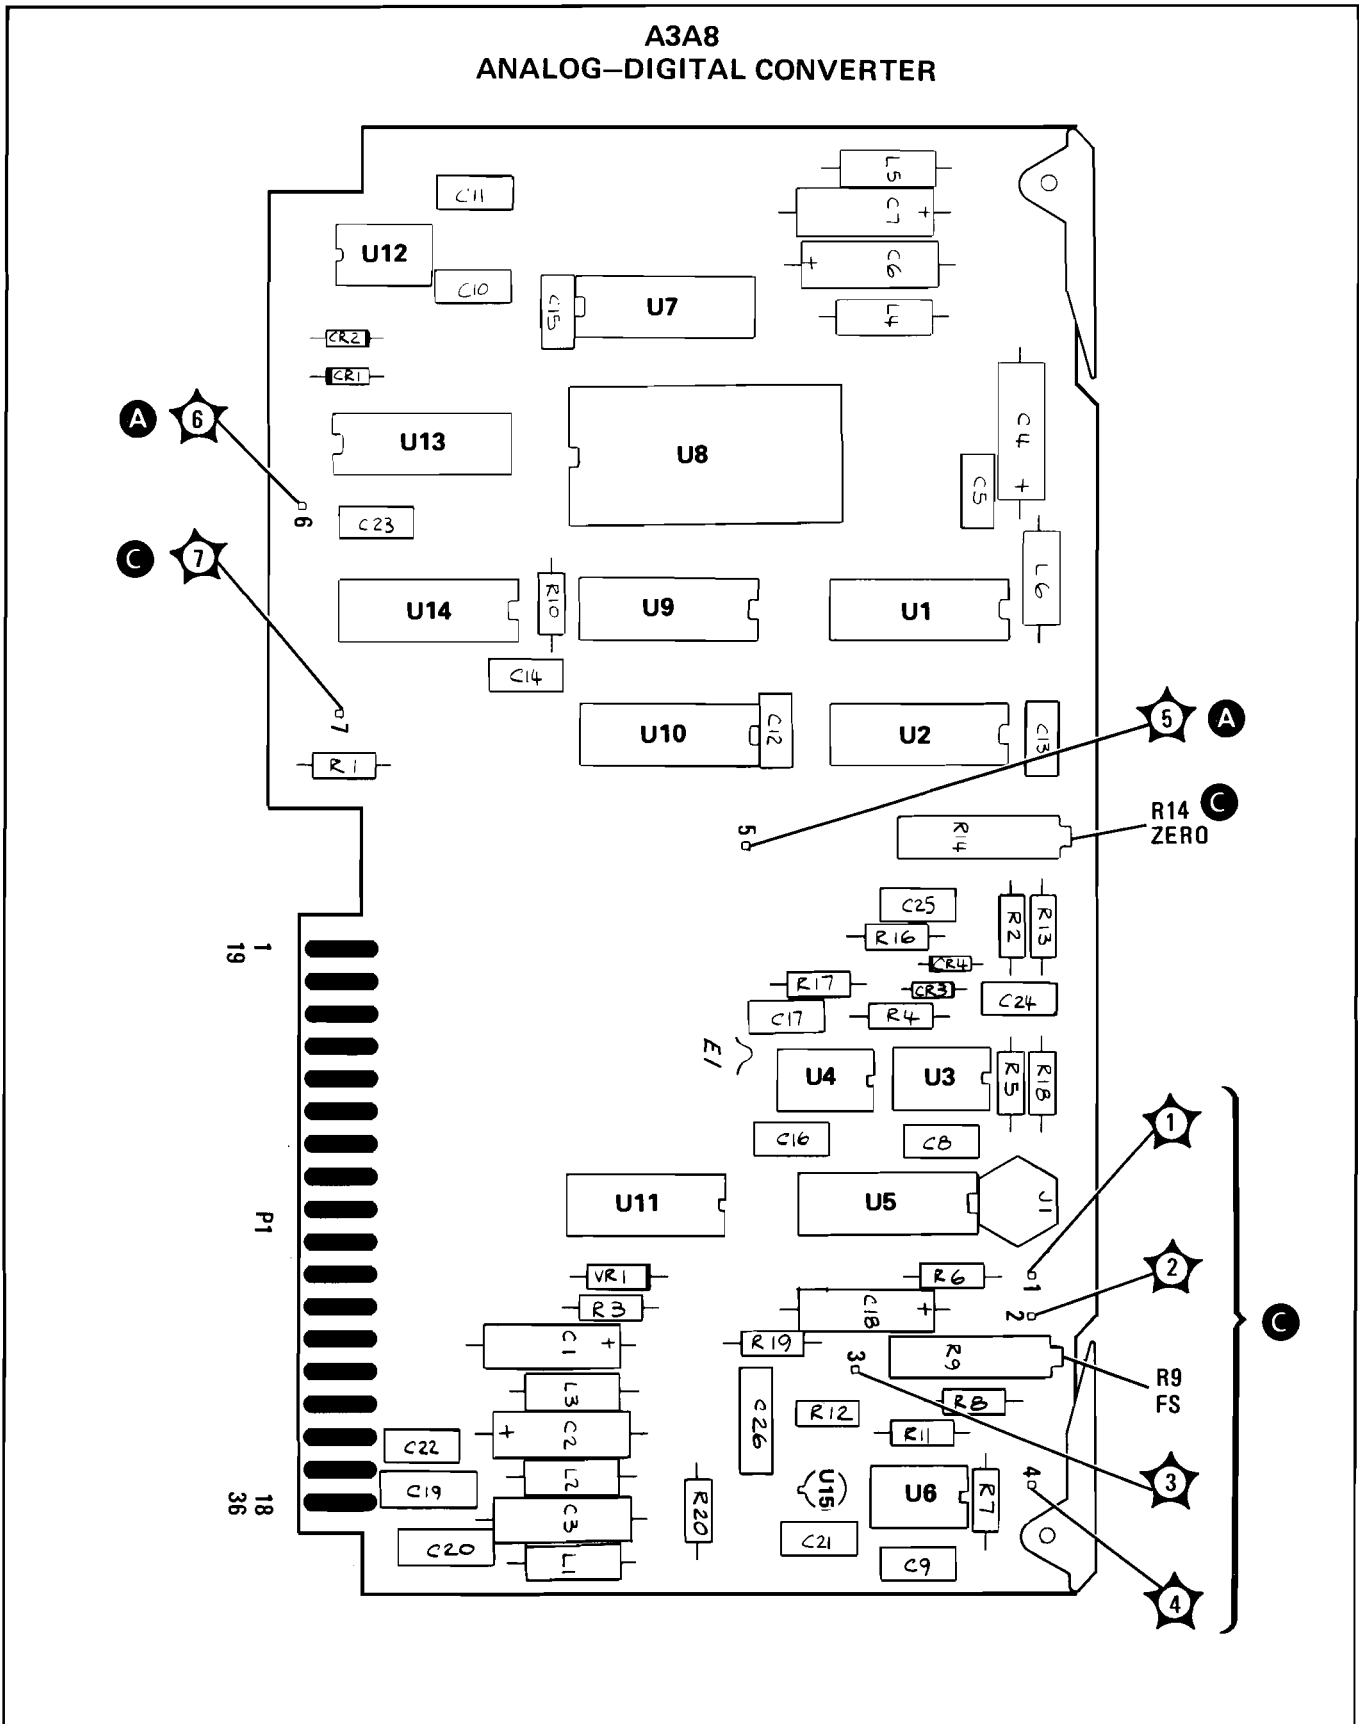 A3A8
ANALOG–DIGITAL CONVERTER
L5
C11
C7 +
U12
+ C6
C10
C15
U7
L4
CR2
CR1
A 6
U13
U8
C4 +
C5
6
C23
C 7
L6
U14
R10
U9
U1
C14
7
U10
C12
U2
C13
5 A
R1
R14 C
ZERO
5
R14
C25
R2
R13
R16
1
19
CR4
R17
CR3
C24
C17
R4
E1
U4
U3
R5
R18
1
C16
C8
U11
U5
J1
P1
2
VR1
R6
1
R3
C18 +
2
C
C1 +
R19
3
R9
R9
FS
L3
R8
C26
R12
+ C2
R11
C22
3
L2
U15
U6
R7
4
C19
18
36
C3
R20
C21
C20
L1
C9
4